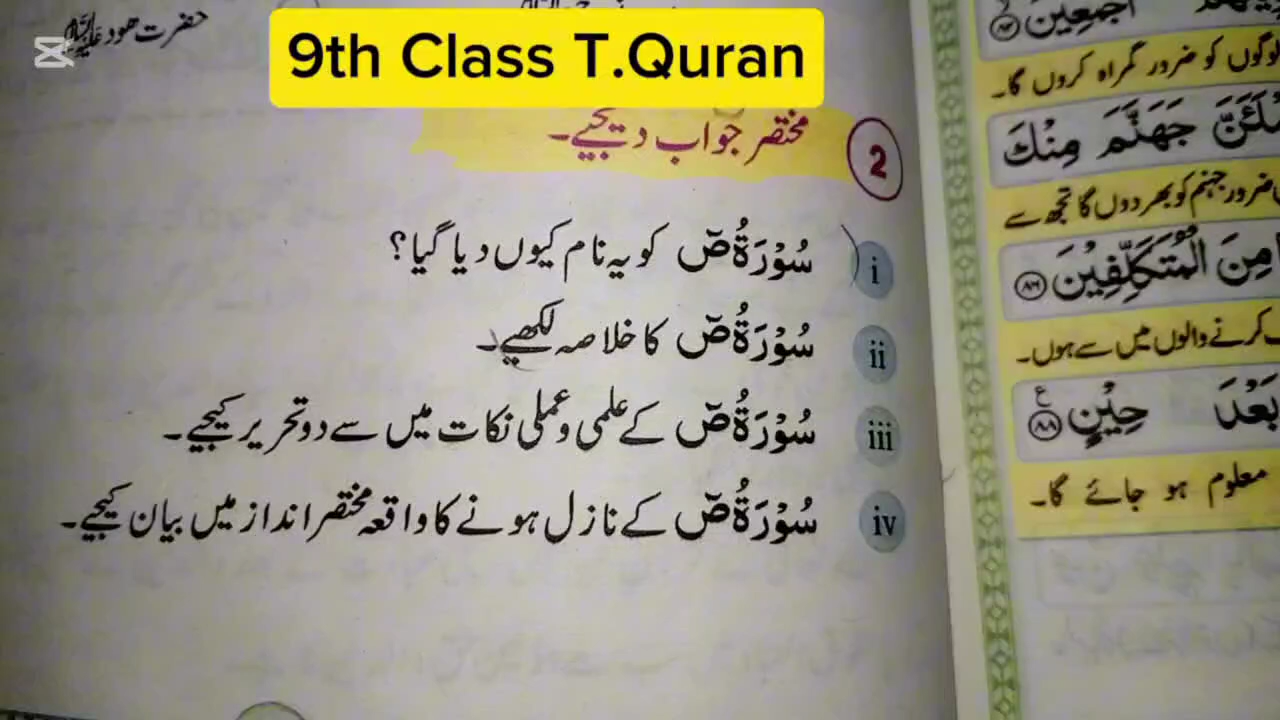 حضرت ھود علیہ السلام
9th Class T.Quran
2 مختصر جواب دیجیے۔
i سُوْرَۃُ صٓ کو یہ نام کیوں دیا گیا؟
ii سُوْرَۃُ صٓ کا خلاصہ لکھیے۔
iii سُوْرَۃُ صٓ کے علمی و عملی نکات میں سے دو تحریر کیجیے۔
iv سُوْرَۃُ صٓ کے نازل ہونے کا واقعہ مختصر انداز میں بیان کیجیے۔
اَجْمَعِیْنَ
لوگوں کو ضرور گمراہ کروں گا۔
جَهَنَّمَ مِنْكَ
ضرور جہنم کو بھر دوں گا تجھ سے
مِنَ الْمُتَكَلِّفِیْنَ ﴿۸۶﴾
کرنے والوں میں سے ہوں۔
بَعْدَ حِیْنٍ ﴿۸۸﴾ ع
معلوم ہو جائے گا۔